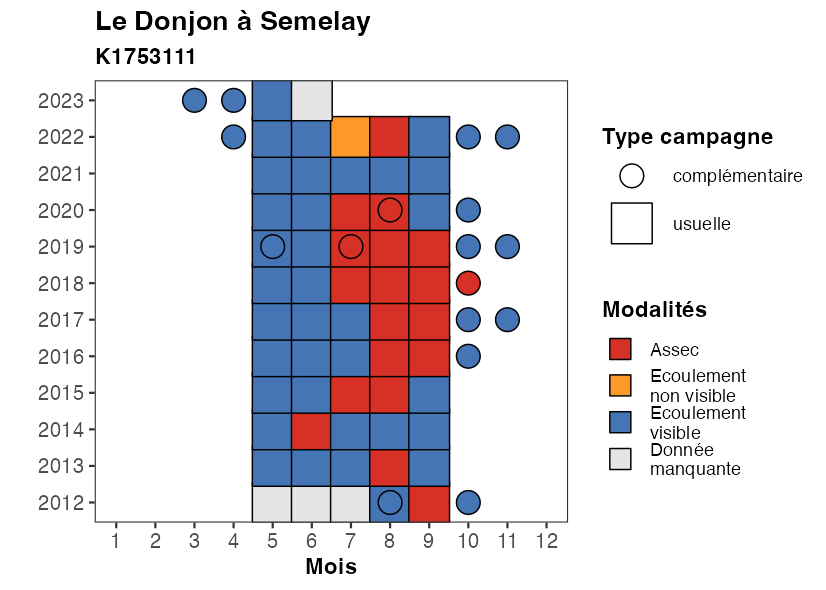 Le Donjon à Semelay
K1753111
2023
2022
2021
2020
2019
2018
2017
2016
2015
2014
2013
2012
1 2 3 4 5 6 7 8 9 10 11 12
Mois
Type campagne
complémentaire
usuelle
Modalités
Assec
Ecoulement
non visible
Ecoulement
visible
Donnée
manquante